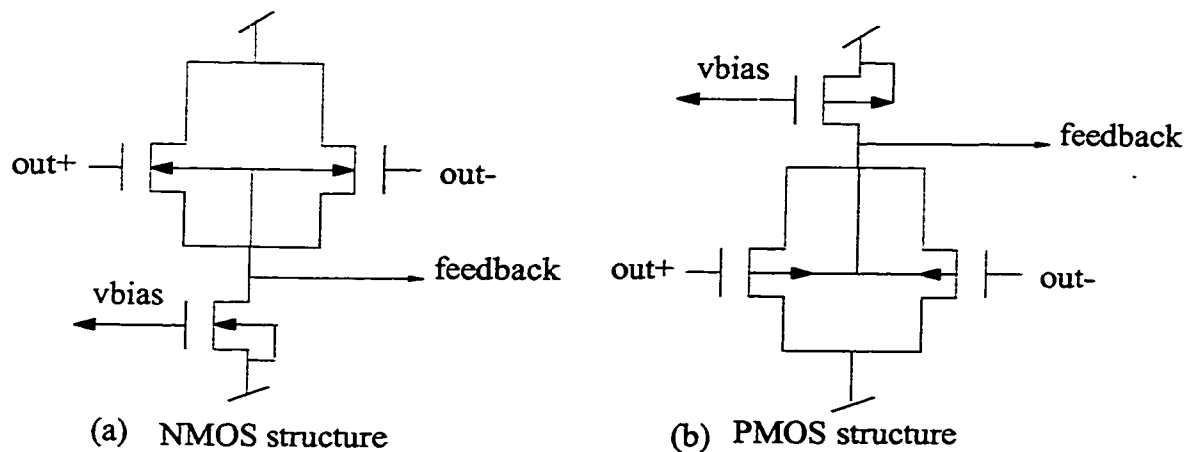 vbias
feedback
out+
out-
feedback
vbias
out+
out-
(a) NMOS structure
(b) PMOS structure